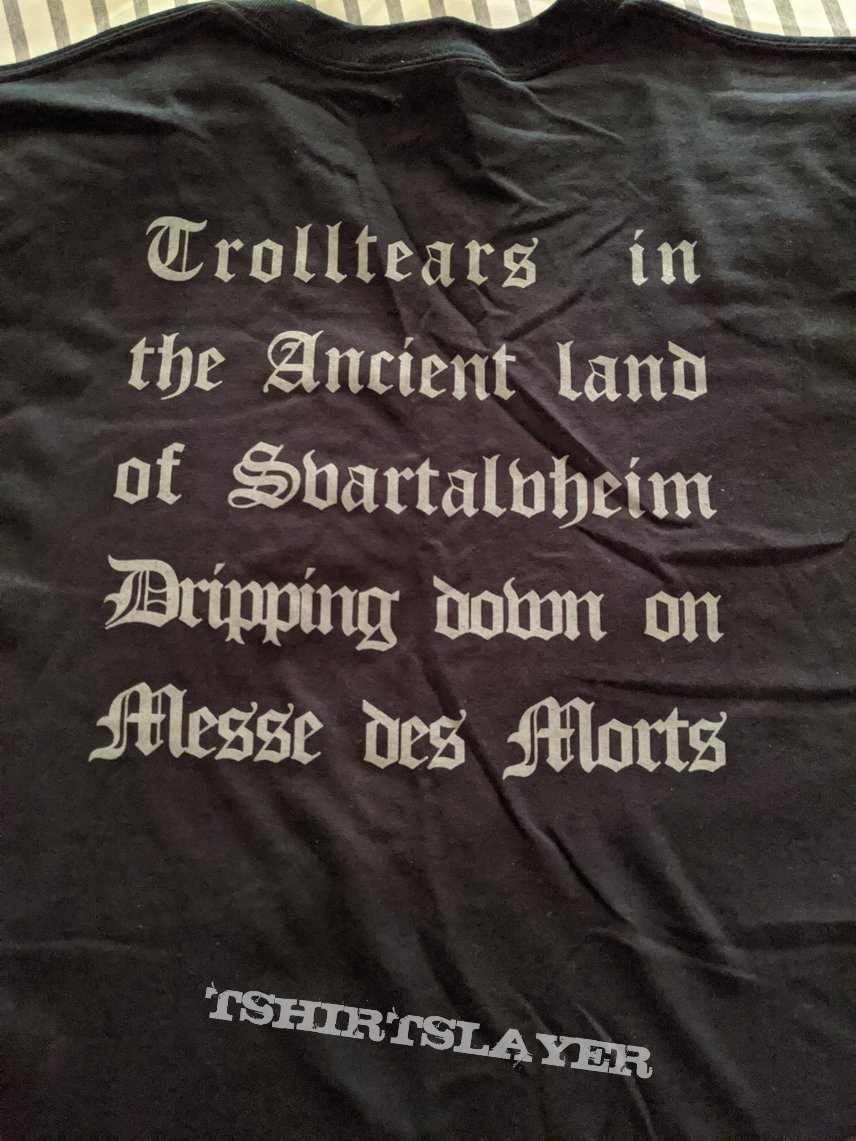 Trolltears in
the Ancient land
of Svartalvheim
Dripping down on
Messe des Morts
TSHIRTSLAYER